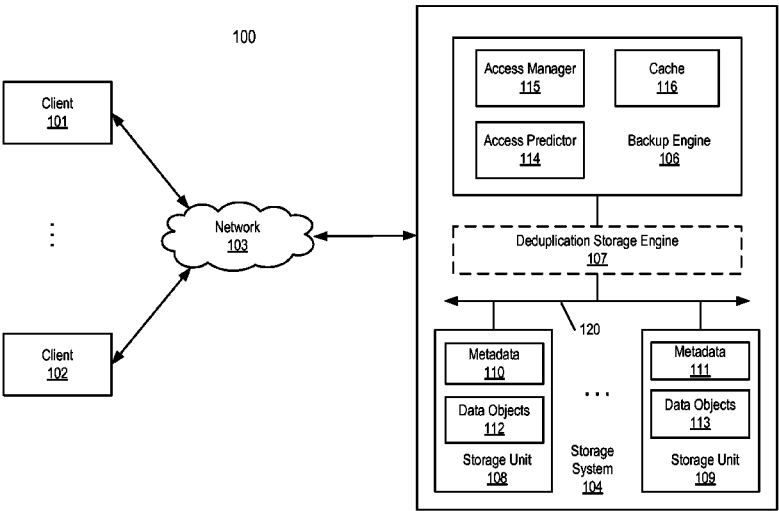 100
Client
101
Client
102
Network
103
Access Manager
115
Cache
116
Access Predictor
114
Backup Engine
106
Deduplication Storage Engine
107
120
Metadata
110
Data Objects
112
Storage Unit
108
...
Storage
System
104
Metadata
111
Data Objects
113
Storage Unit
109